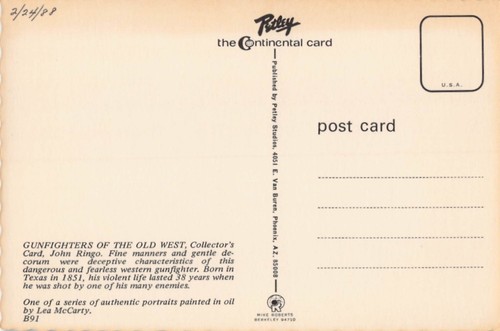 2/24/88
Petley
the Continental card
U.S.A.
Published by Petley Studios, 4051 E. Van Buren, Phoenix, AZ. 85008
post card
GUNFIGHTERS OF THE OLD WEST, Collector's
Card, John Ringo. Fine manners and gentle de-
corum were deceptive characteristics of this
dangerous and fearless western gunfighter. Born in
Texas in 1851, his violent life lasted 38 years when
he was shot by one of his many enemies.
One of a series of authentic portraits painted in oil
by Lea McCarty.
B91
MIKE ROBERTS
BERKELEY 94700